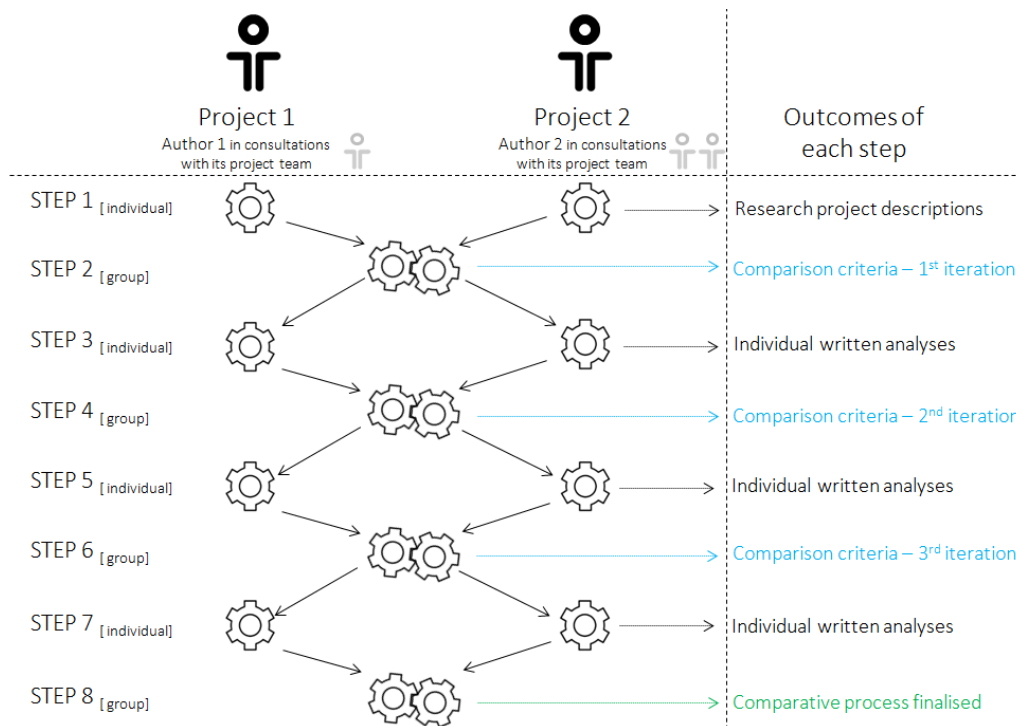 Project 1
Author 1 in consultations
with its project team
Project 2
Author 2 in consultations
with its project team
Outcomes of
each step
STEP 1 [individual]
Research project descriptions
STEP 2 [group]
Comparison criteria – 1st iteration
STEP 3 [individual]
Individual written analyses
STEP 4 [group]
Comparison criteria – 2nd iteration
STEP 5 [individual]
Individual written analyses
STEP 6 [group]
Comparison criteria – 3rd iteration
STEP 7 [individual]
Individual written analyses
STEP 8 [group]
Comparative process finalised